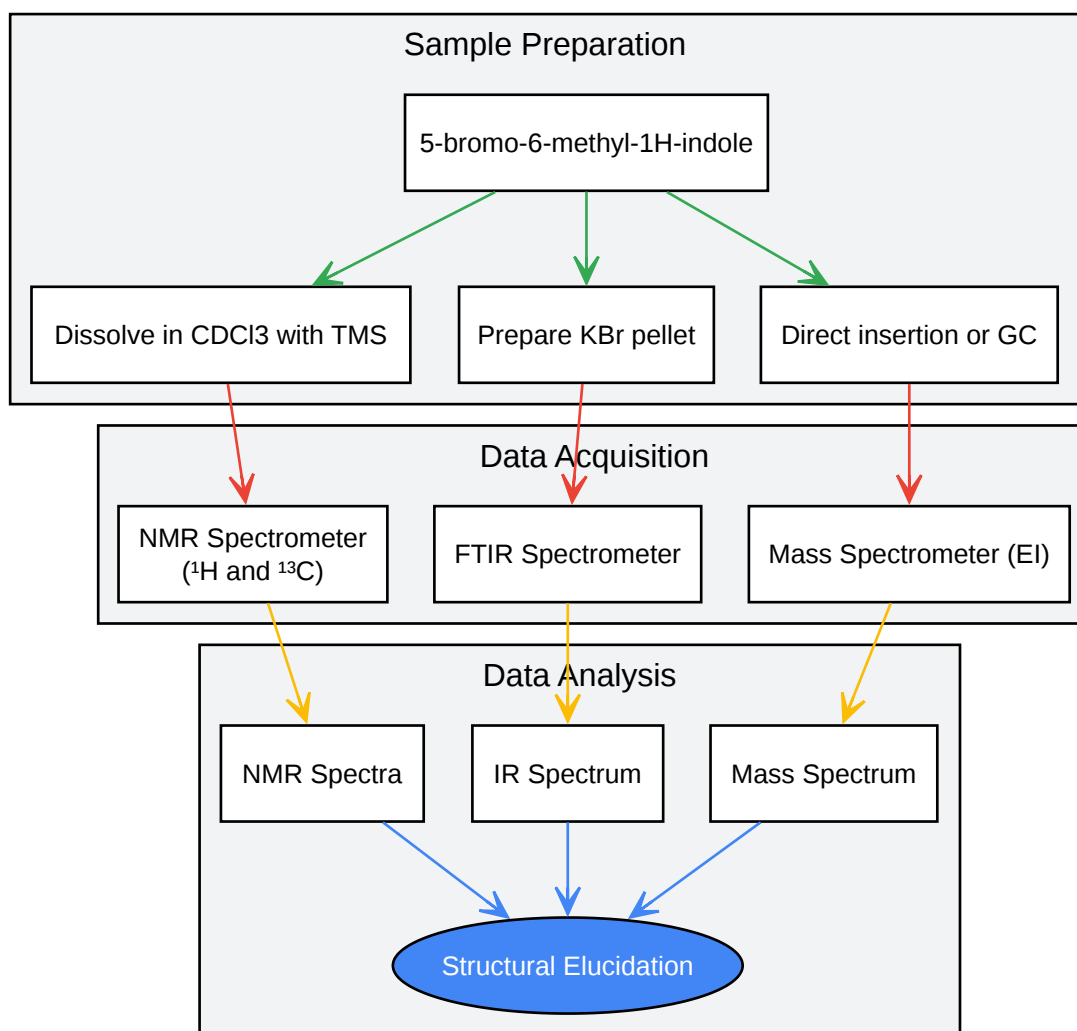 Sample Preparation
5-bromo-6-methyl-1H-indole
Dissolve in CDCl3 with TMS
Prepare KBr pellet
Direct insertion or GC
Data Acquisition
NMR Spectrometer
(¹H and ¹³C)
FTIR Spectrometer
Mass Spectrometer (EI)
Data Analysis
NMR Spectra
IR Spectrum
Mass Spectrum
Structural Elucidation